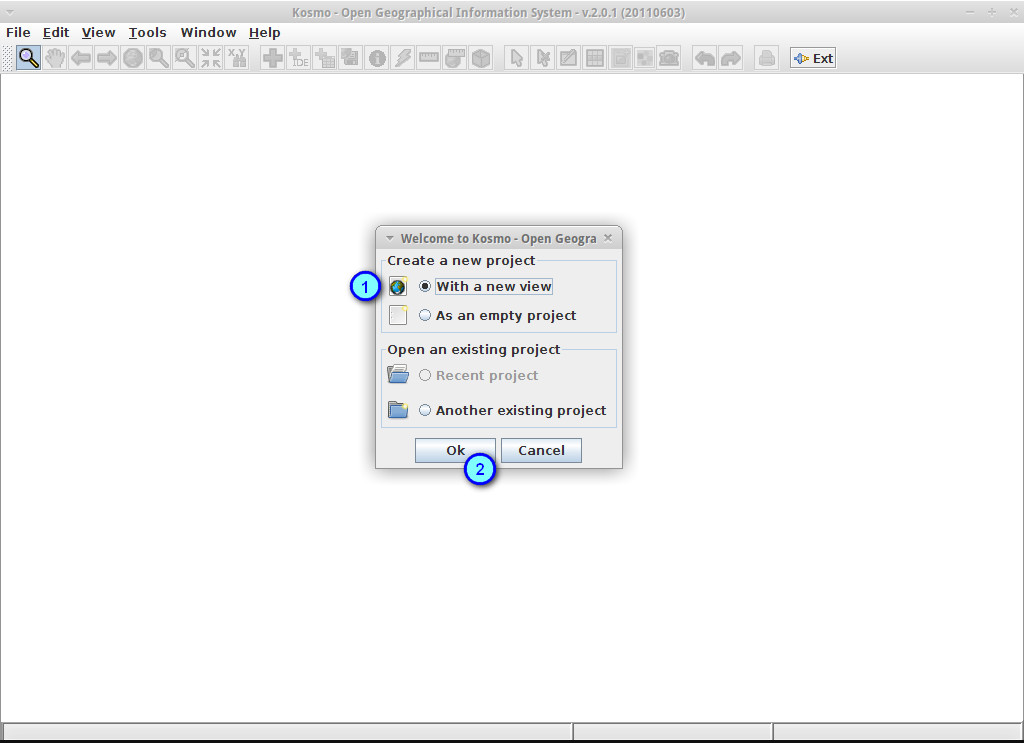 Kosmo - Open Geographical Information System - v.2.0.1 (20110603)
File Edit View Tools Window Help
IDE X,Y Ext
Welcome to Kosmo - Open Geogra
Create a new project
1 With a new view
As an empty project
Open an existing project
Recent project
Another existing project
Ok Cancel
2